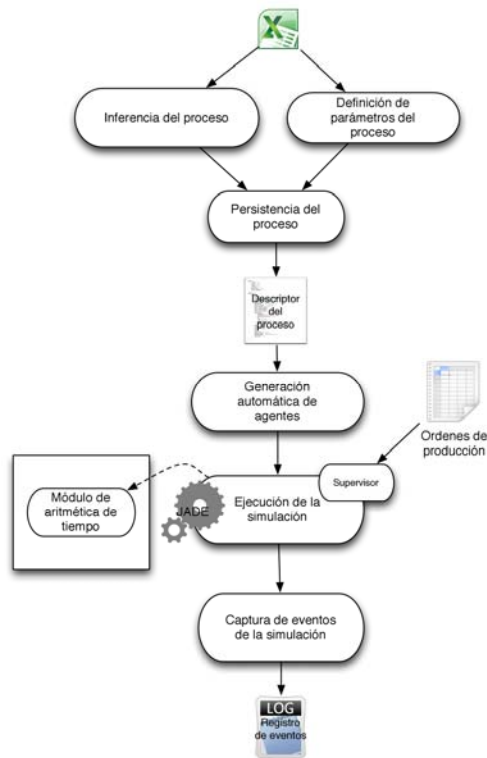 Inferencia del proceso
Definición de
parámetros del
proceso
Persistencia del
proceso
Descriptor
del
proceso
Generación
automática de
agentes
Ordenes de
producción
Supervisor
Módulo de
aritmética de
tiempo
JADE
Ejecución de la
simulación
Captura de eventos
de la simulación
LOG
Registro
de eventos